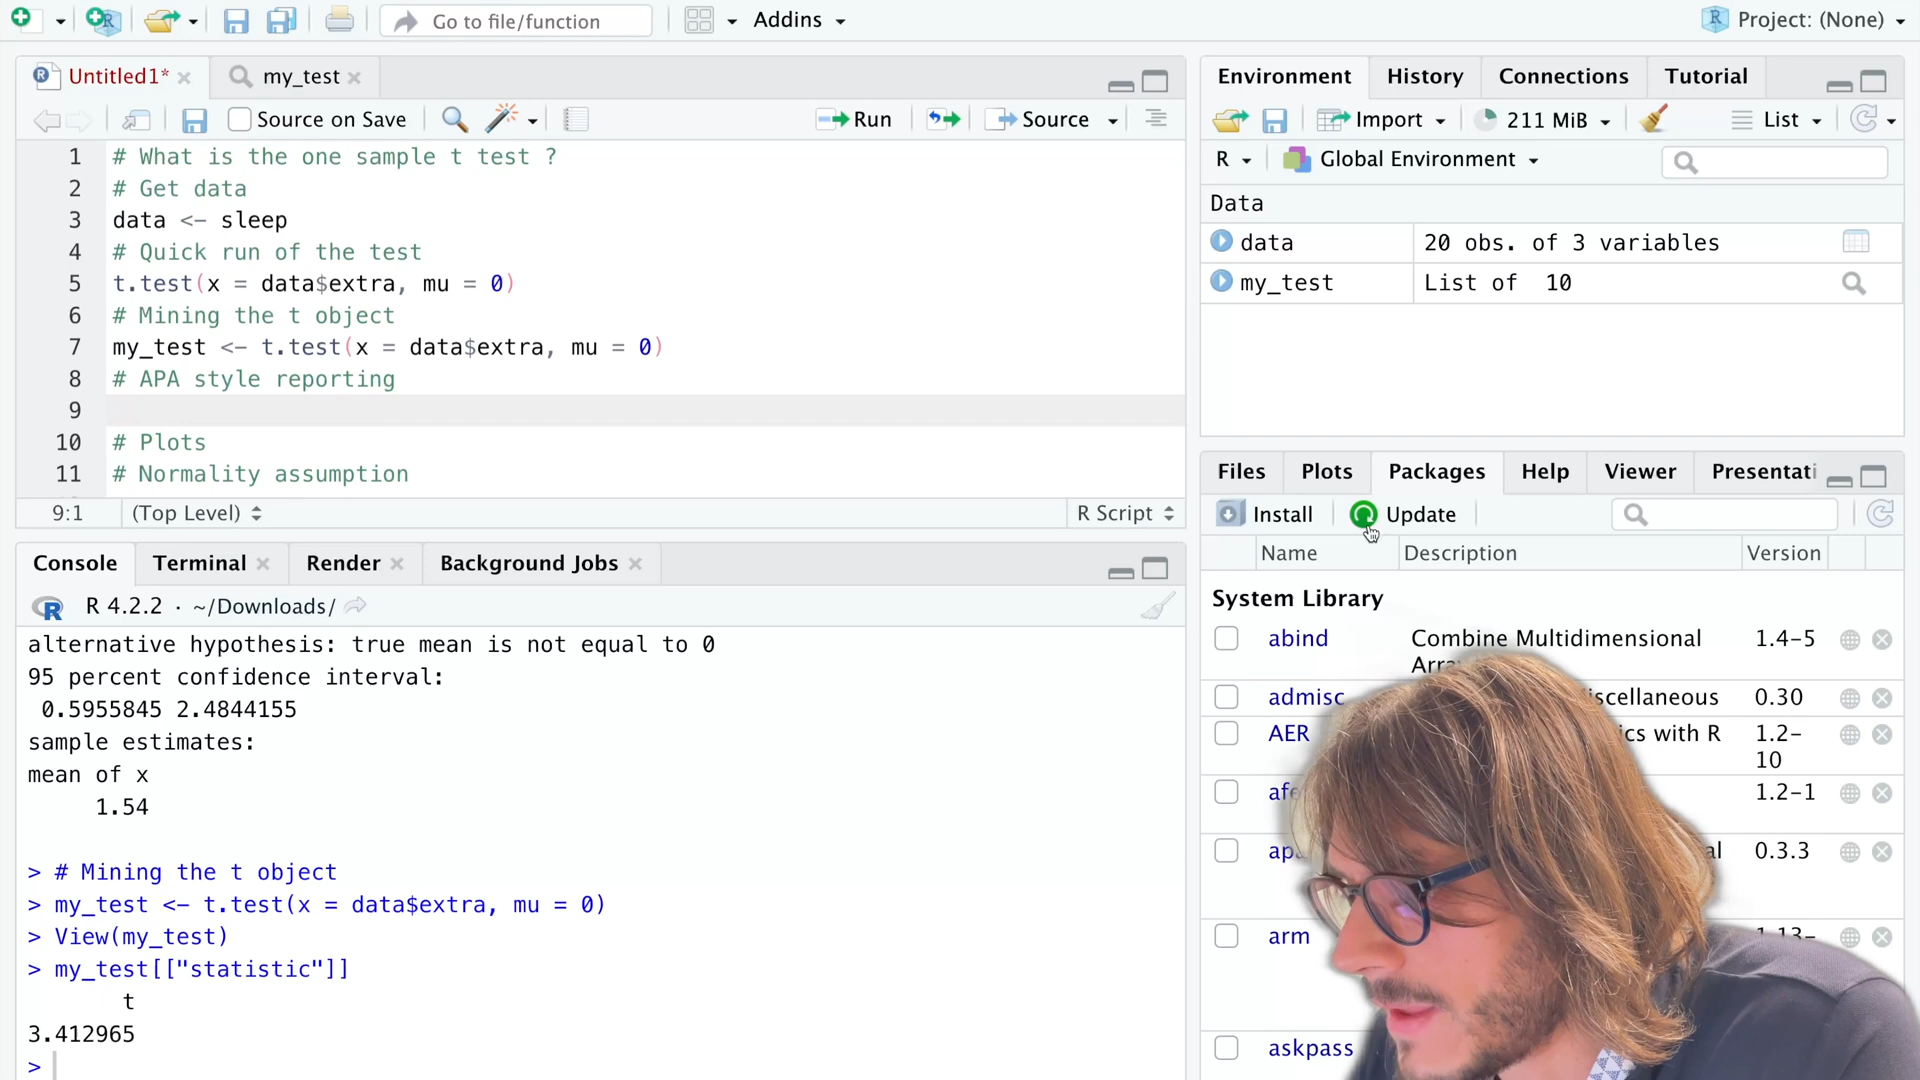 Go to file/function
Addins
Project: (None)
Untitled1*
my_test
Source on Save
Run
Source
1 # What is the one sample t test ?
2 # Get data
3 data <- sleep
4 # Quick run of the test
5 t.test(x = data$extra, mu = 0)
6 # Mining the t object
7 my_test <- t.test(x = data$extra, mu = 0)
8 # APA style reporting
9
10 # Plots
11 # Normality assumption
9:1 (Top Level) R Script
Console Terminal Render Background Jobs
R 4.2.2 · ~/Downloads/
alternative hypothesis: true mean is not equal to 0
95 percent confidence interval:
0.5955845 2.4844155
sample estimates:
mean of x
1.54
> # Mining the t object
> my_test <- t.test(x = data$extra, mu = 0)
> View(my_test)
> my_test[["statistic"]]
t
3.412965
>
Environment History Connections Tutorial
Import 211 MiB List
R Global Environment
Data
data 20 obs. of 3 variables
my_test List of 10
Files Plots Packages Help Viewer Presentati
Install Update
Name Description Version
System Library
abind Combine Multidimensional 1.4-5
admisc 0.30
AER ics with R 1.2-
10
1.2-1
0.3.3
arm 1.13-
askpass